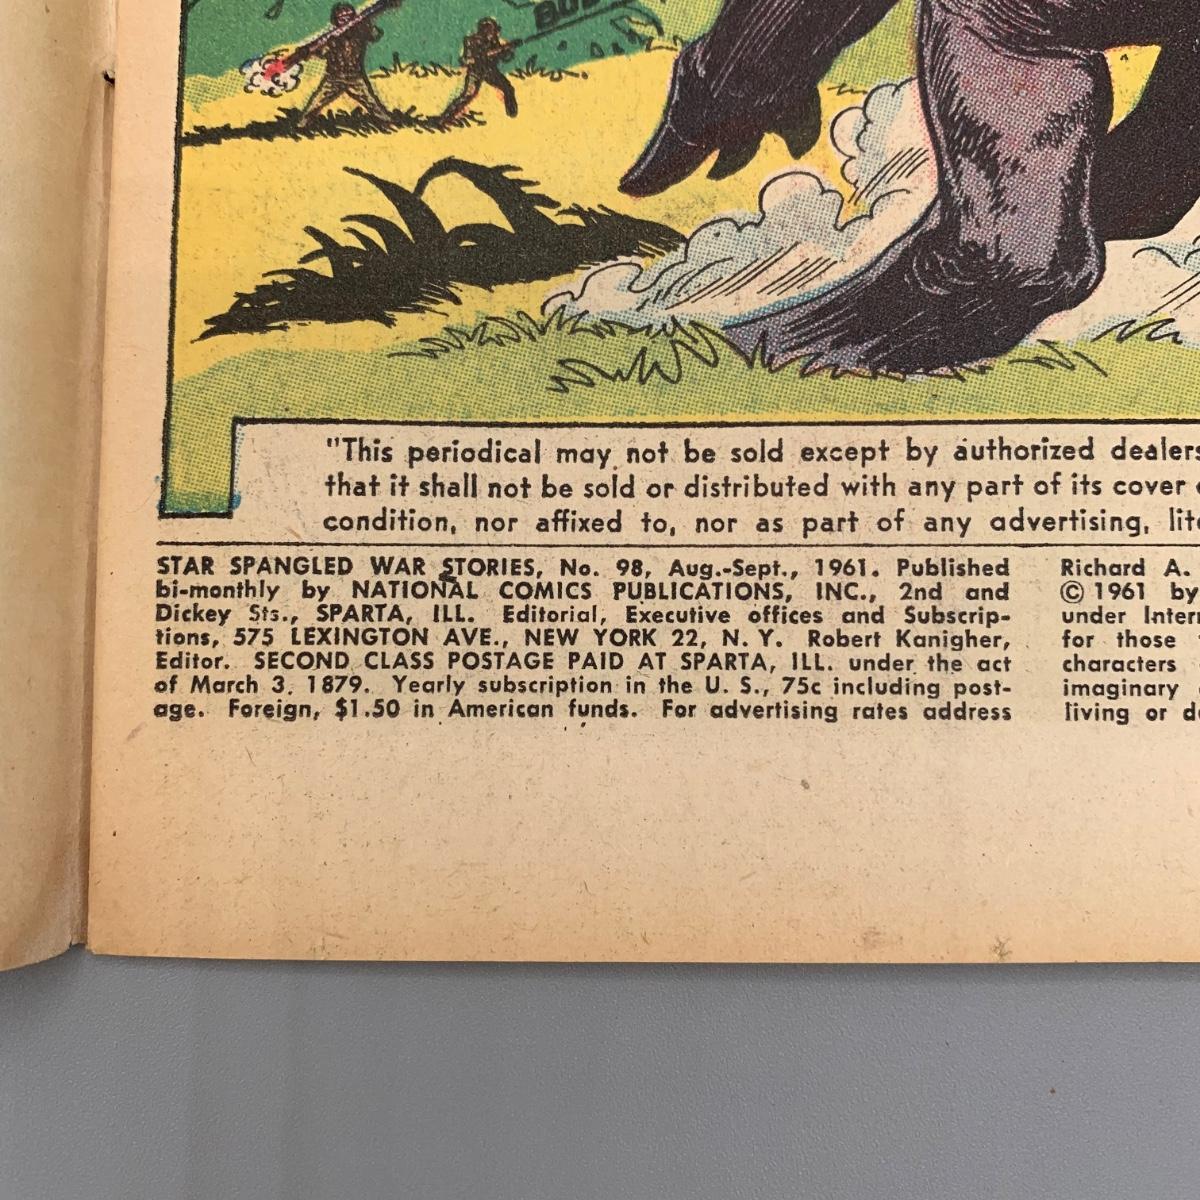 "This periodical may not be sold except by authorized dealers
that it shall not be sold or distributed with any part of its cover
condition, nor affixed to, nor as part of any advertising,
STAR SPANGLED WAR STORIES, No. 98, Aug.-Sept., 1961. Published
bi-monthly by NATIONAL COMICS PUBLICATIONS, INC., 2nd and
Dickey Sts., SPARTA, ILL. Editorial, Executive offices and Subscrip-
tions, 575 LEXINGTON AVE., NEW YORK 22, N. Y. Robert Kanigher,
Editor. SECOND CLASS POSTAGE PAID AT SPARTA, ILL. under the act
of March 3, 1879. Yearly subscription in the U. S., 75c including post-
age. Foreign, $1.50 in American funds. For advertising rates address
Richard A.
© 1961 by
under
for those
characters
imaginary
living or